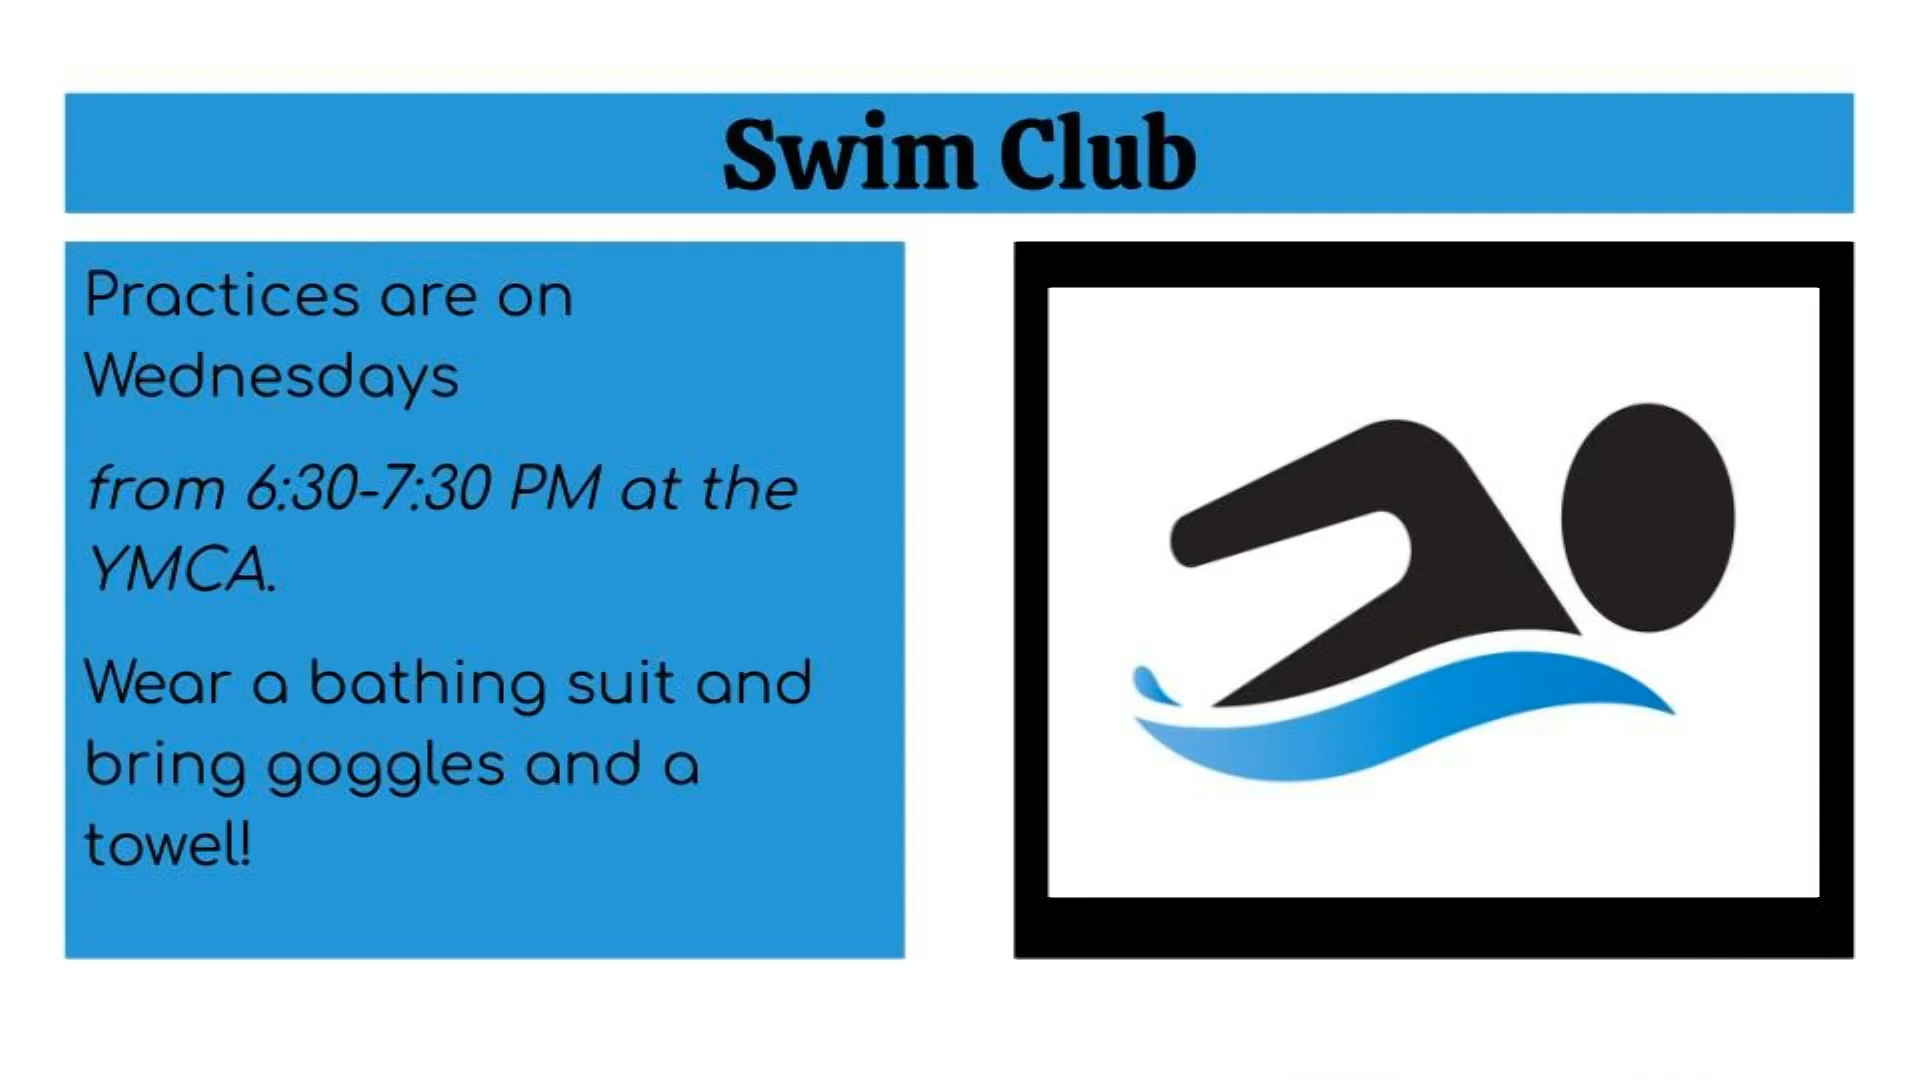 Swim Club
Practices are on
Wednesdays
from 6:30-7:30 PM at the
YMCA.
Wear a bathing suit and
bring goggles and a
towel!